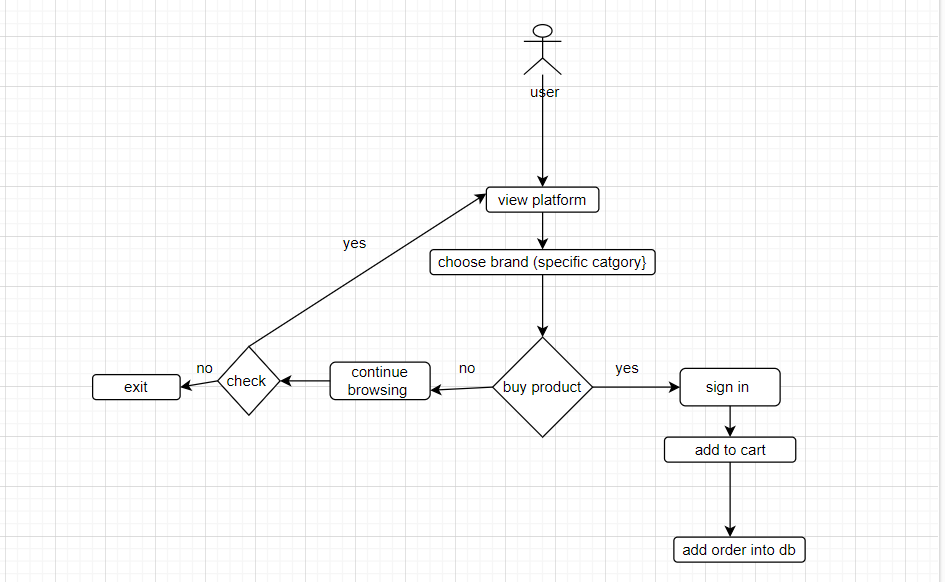 user
view platform
yes
choose brand (specific catgory}
continue
browsing
no
yes
no
check
exit
buy product
sign in
add to cart
add order into db